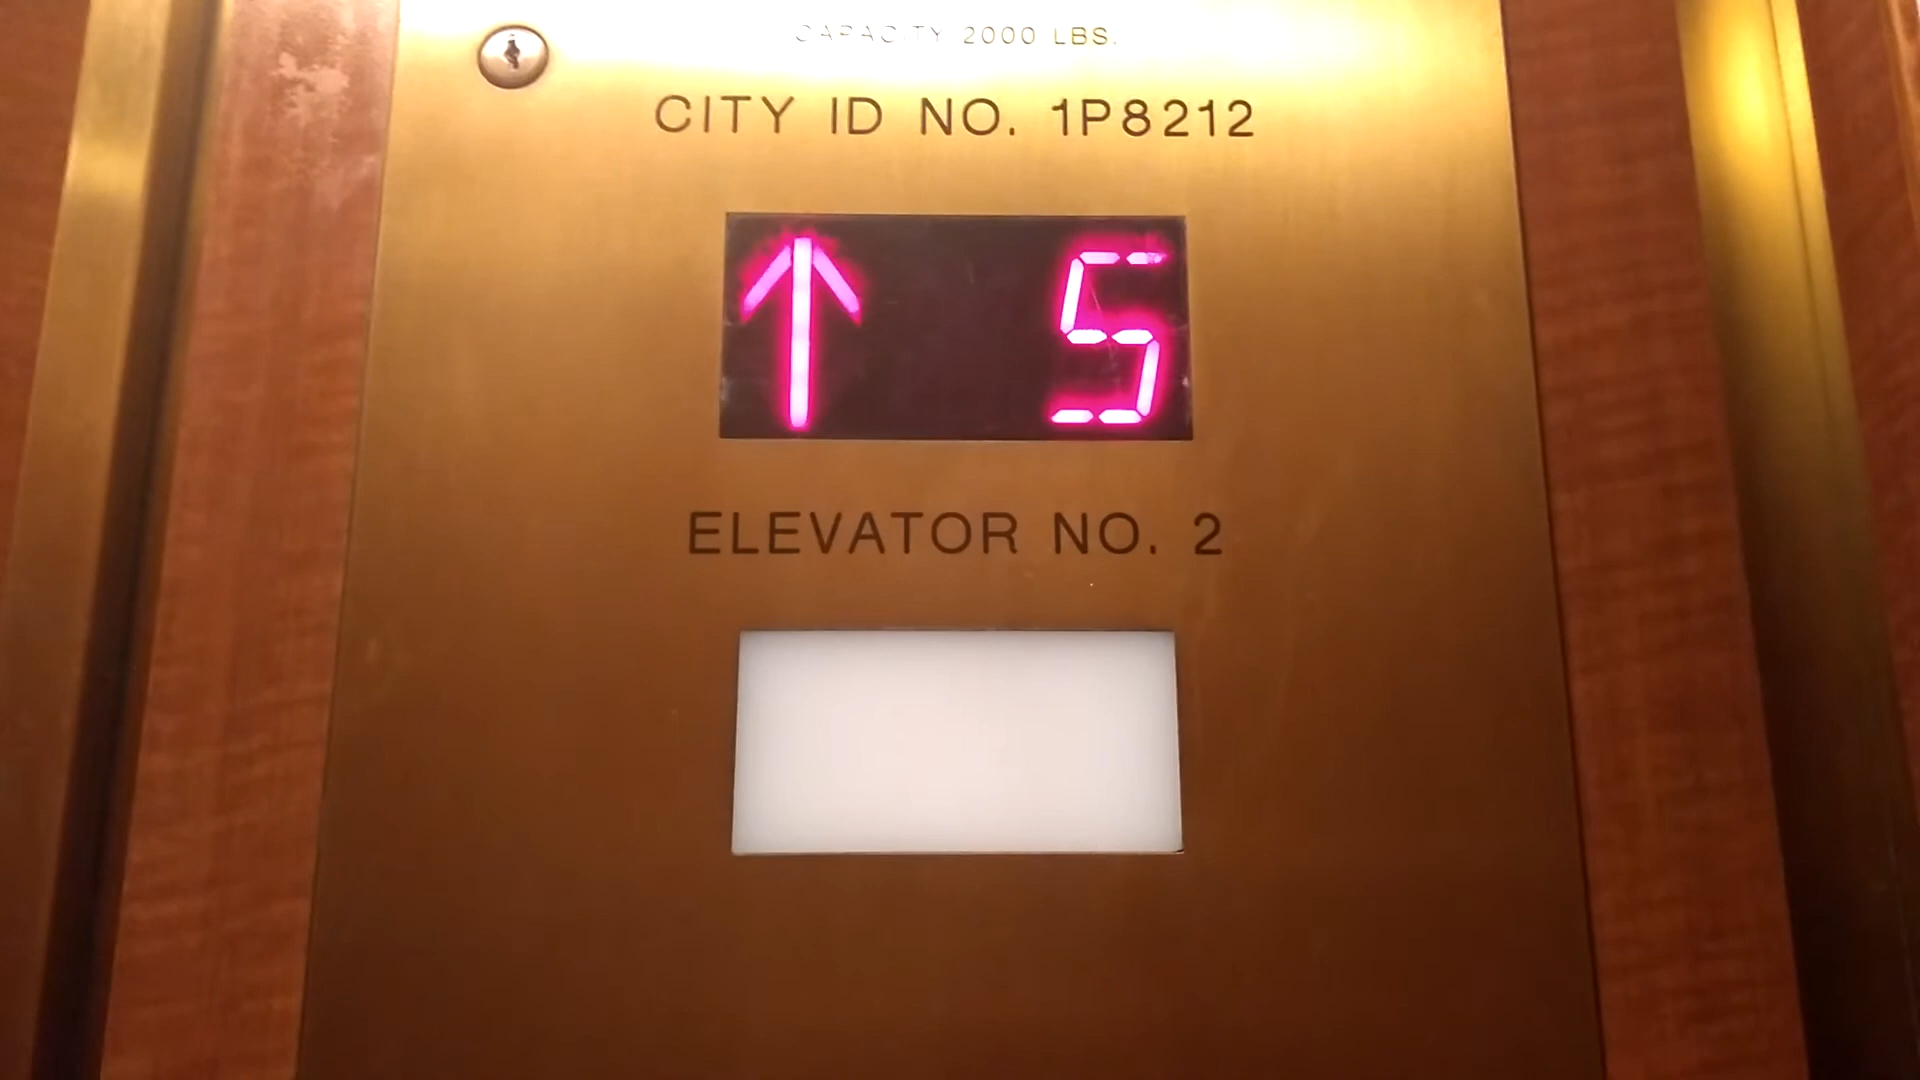 CAPACITY 2000 LBS.
CITY ID NO. 1P8212
↑ 5
ELEVATOR NO. 2